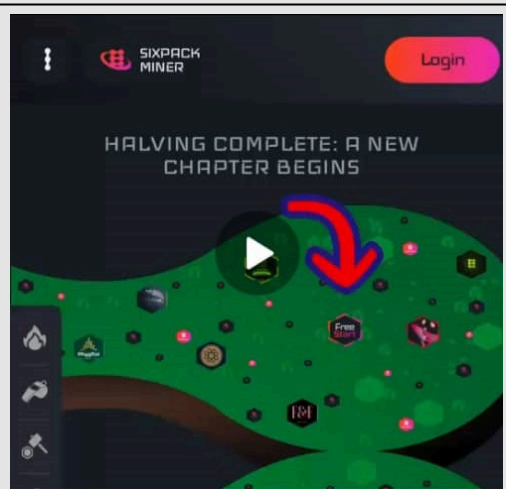 SIXPACK
MINER
Login
HALVING COMPLETE: A NEW
CHAPTER BEGINS
Free
Start
F&F